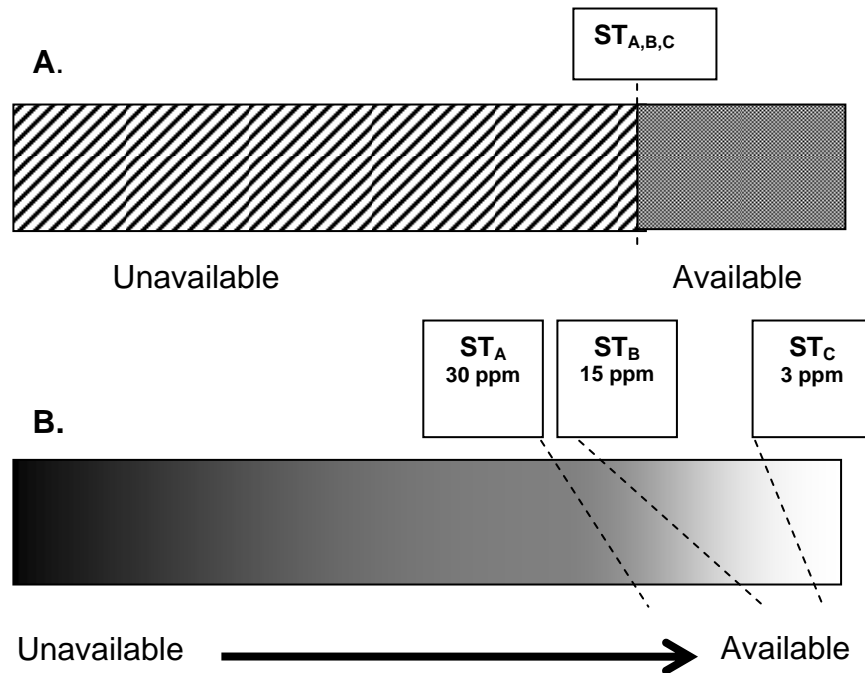 ST_A,B,C
A.
Unavailable Available
ST_A ST_B ST_C
30 ppm 15 ppm 3 ppm
B.
Unavailable Available